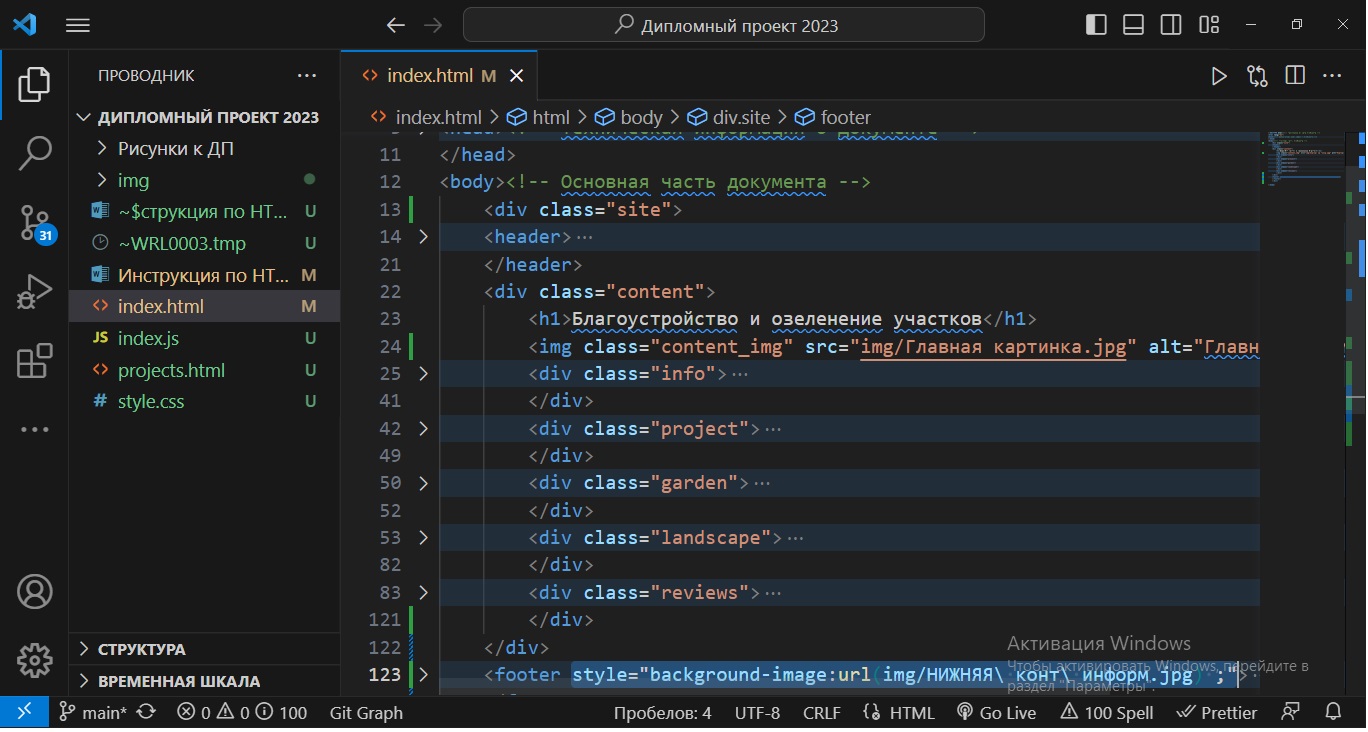 Дипломный проект 2023
ПРОВОДНИК
ДИПЛОМНЫЙ ПРОЕКТ 2023
Рисунки к ДП
img
~$струкция по НТ... U
~WRL0003.tmp U
Инструкция по НТ... M
index.html M
JS index.js U
projects.html U
# style.css U
31
СТРУКТУРА
ВРЕМЕННАЯ ШКАЛА
index.html M
index.html > html > body > div.site > footer
11 </head>
12 <body><!-- Основная часть документа -->
13 <div class="site">
14 <header>…
21 </header>
22 <div class="content">
23 <h1>Благоустройство и озеленение участков</h1>
24 <img class="content_img" src="img/Главная картинка.jpg" alt="Главн
25 <div class="info">…
41 </div>
42 <div class="project">…
49 </div>
50 <div class="garden">…
52 </div>
53 <div class="landscape">…
82 </div>
83 <div class="reviews">…
121 </div>
122 </div>
123 <footer style="background-image:url(img/НИЖНЯЯ\ конт\ информ.jpg) ;">
Активация Windows
Чтобы активировать Windows, перейдите в
раздел "Параметры".
main* 0 0 100 Git Graph Пробелов: 4 UTF-8 CRLF HTML Go Live 100 Spell Prettier